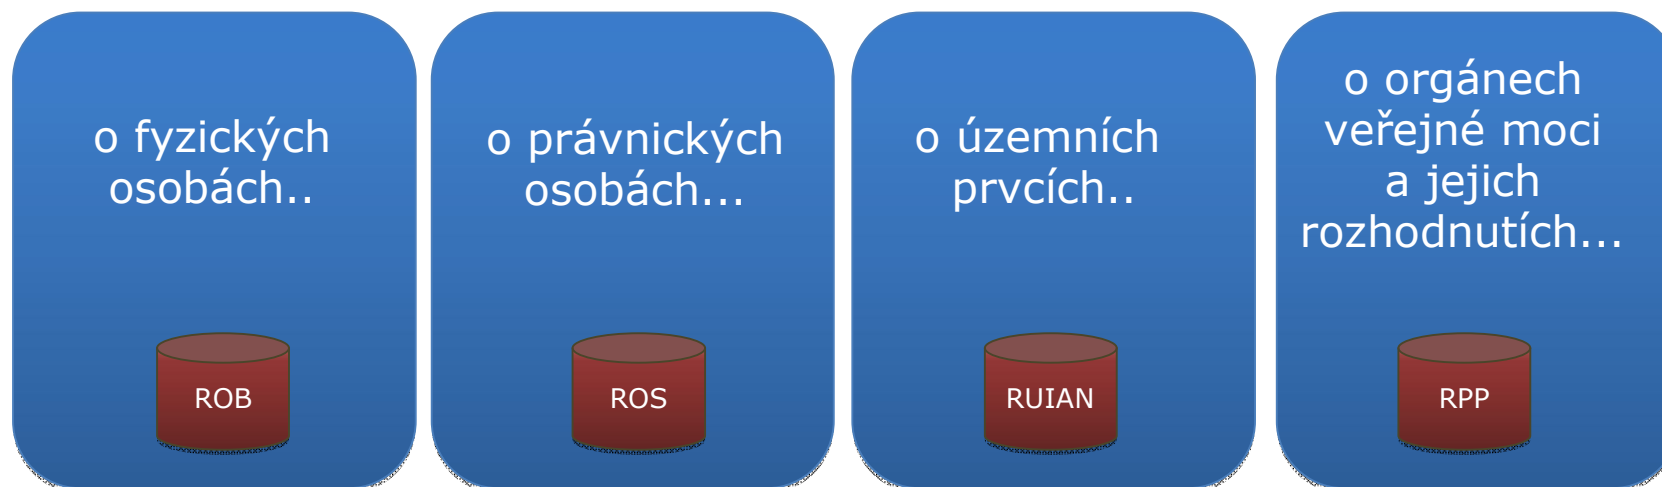 o fyzických
osobách..
ROB
o právnických
osobách...
ROS
o územních
prvcích..
RUIAN
o orgánech
veřejné moci
a jejich
rozhodnutích...
RPP